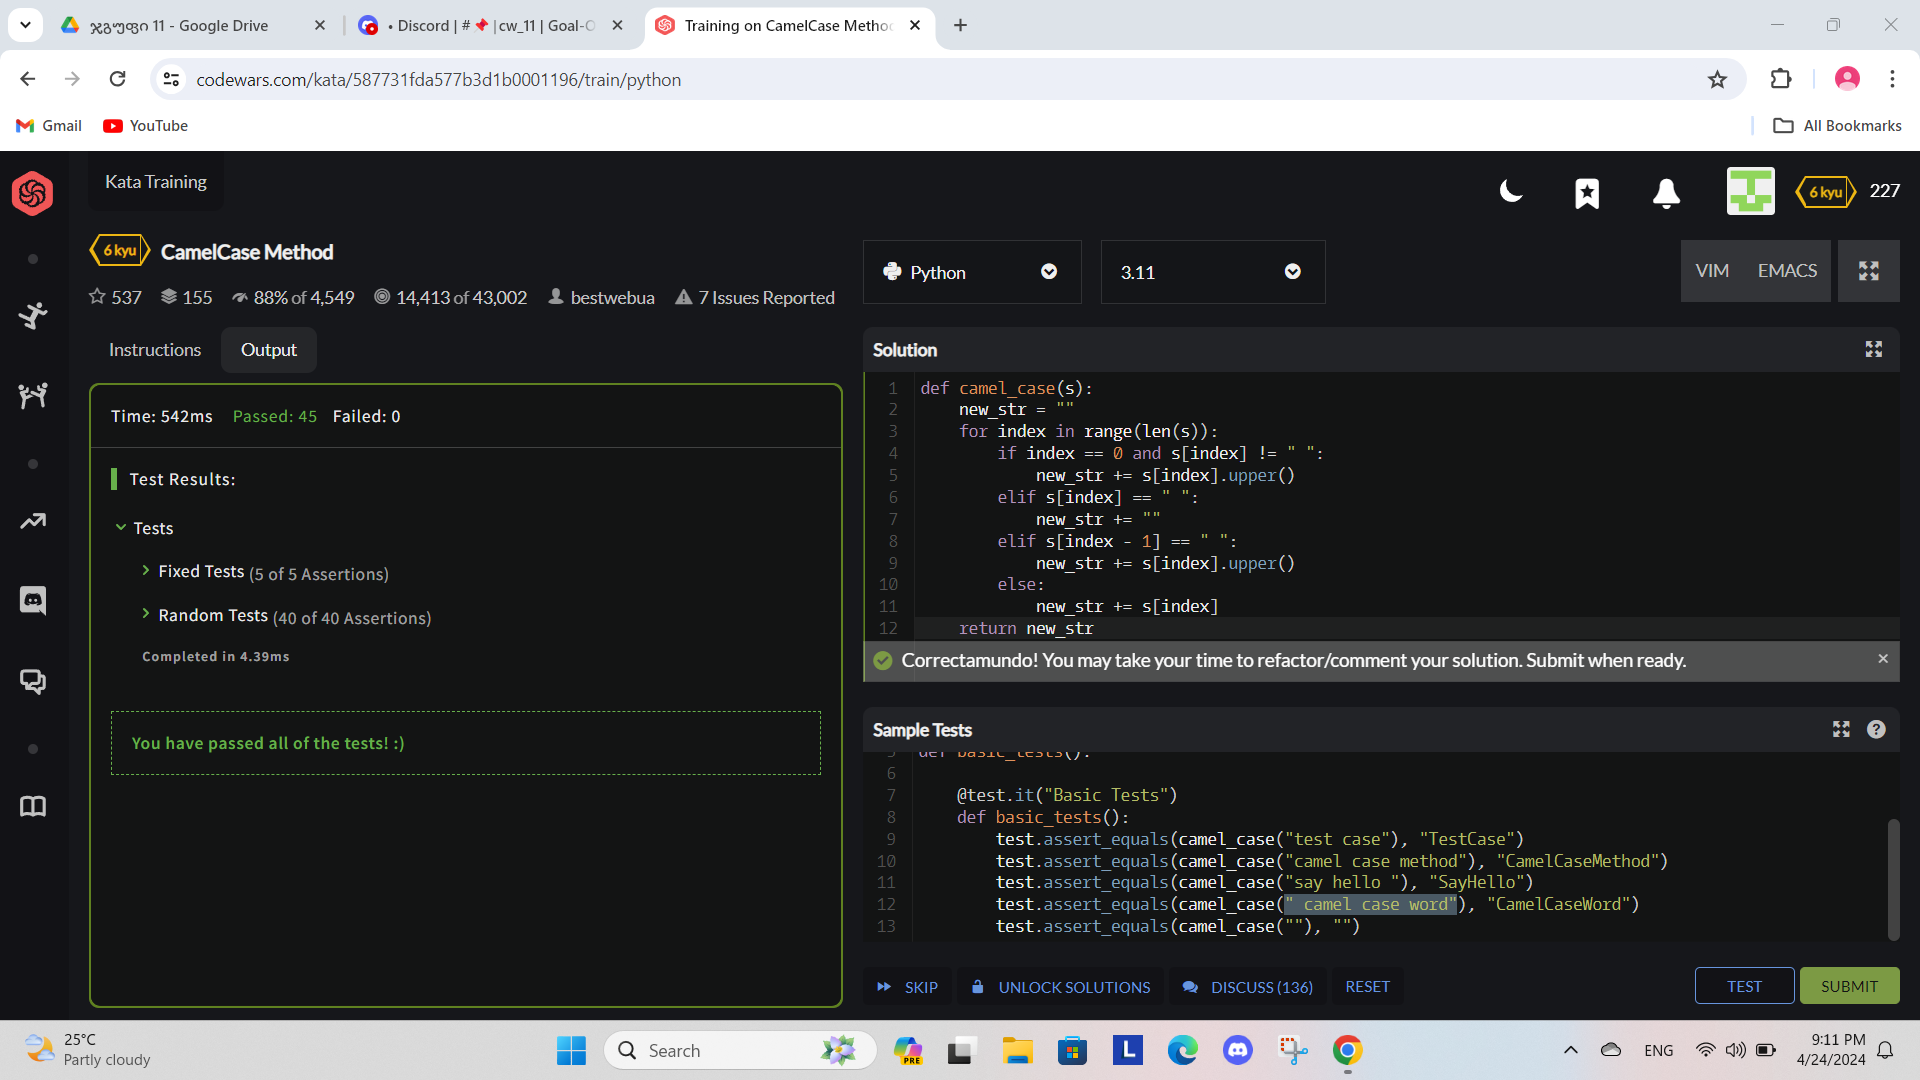 ჯგუფი 11 - Google Drive
• Discord | # 📌 | cw_11 | Goal-O
Training on CamelCase Metho
codewars.com/kata/587731fda577b3d1b0001196/train/python
Gmail
YouTube
All Bookmarks
Kata Training
6 kyu
227
6 kyu
CamelCase Method
537
155
88% of 4,549
14,413 of 43,002
bestwebua
7 Issues Reported
Instructions
Output
Time: 542ms Passed: 45 Failed: 0
Test Results:
Tests
Fixed Tests (5 of 5 Assertions)
Random Tests (40 of 40 Assertions)
Completed in 4.39ms
You have passed all of the tests! :)
Python
3.11
VIM
EMACS
Solution
1 def camel_case(s):
2     new_str = ""
3     for index in range(len(s)):
4         if index == 0 and s[index] != " ":
5             new_str += s[index].upper()
6         elif s[index] == " ":
7             new_str += ""
8         elif s[index - 1] == " ":
9             new_str += s[index].upper()
10         else:
11             new_str += s[index]
12     return new_str
Correctamundo! You may take your time to refactor/comment your solution. Submit when ready.
Sample Tests
5 def basic_tests():
6
7     @test.it("Basic Tests")
8     def basic_tests():
9         test.assert_equals(camel_case("test case"), "TestCase")
10         test.assert_equals(camel_case("camel case method"), "CamelCaseMethod")
11         test.assert_equals(camel_case("say hello "), "SayHello")
12         test.assert_equals(camel_case(" camel case word"), "CamelCaseWord")
13         test.assert_equals(camel_case(""), "")
SKIP
UNLOCK SOLUTIONS
DISCUSS (136)
RESET
TEST
SUBMIT
25°C
Partly cloudy
Search
PRE
L
ENG
9:11 PM
4/24/2024